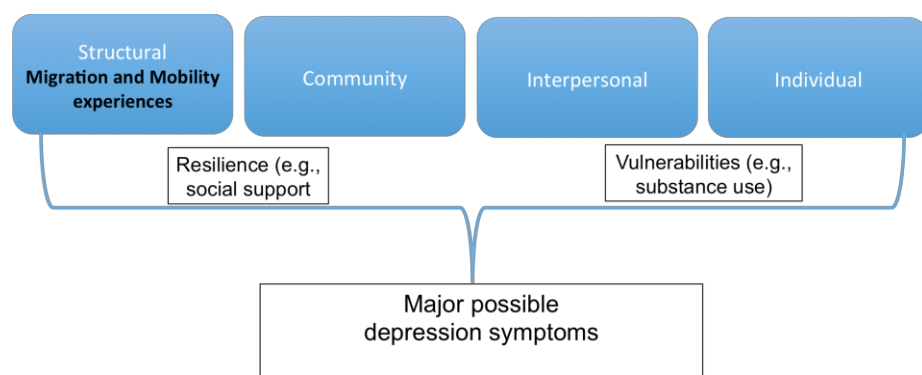 Structural
Migration and Mobility
experiences
Community
Interpersonal
Individual
Resilience (e.g.,
social support
Vulnerabilities (e.g.,
substance use)
Major possible
depression symptoms